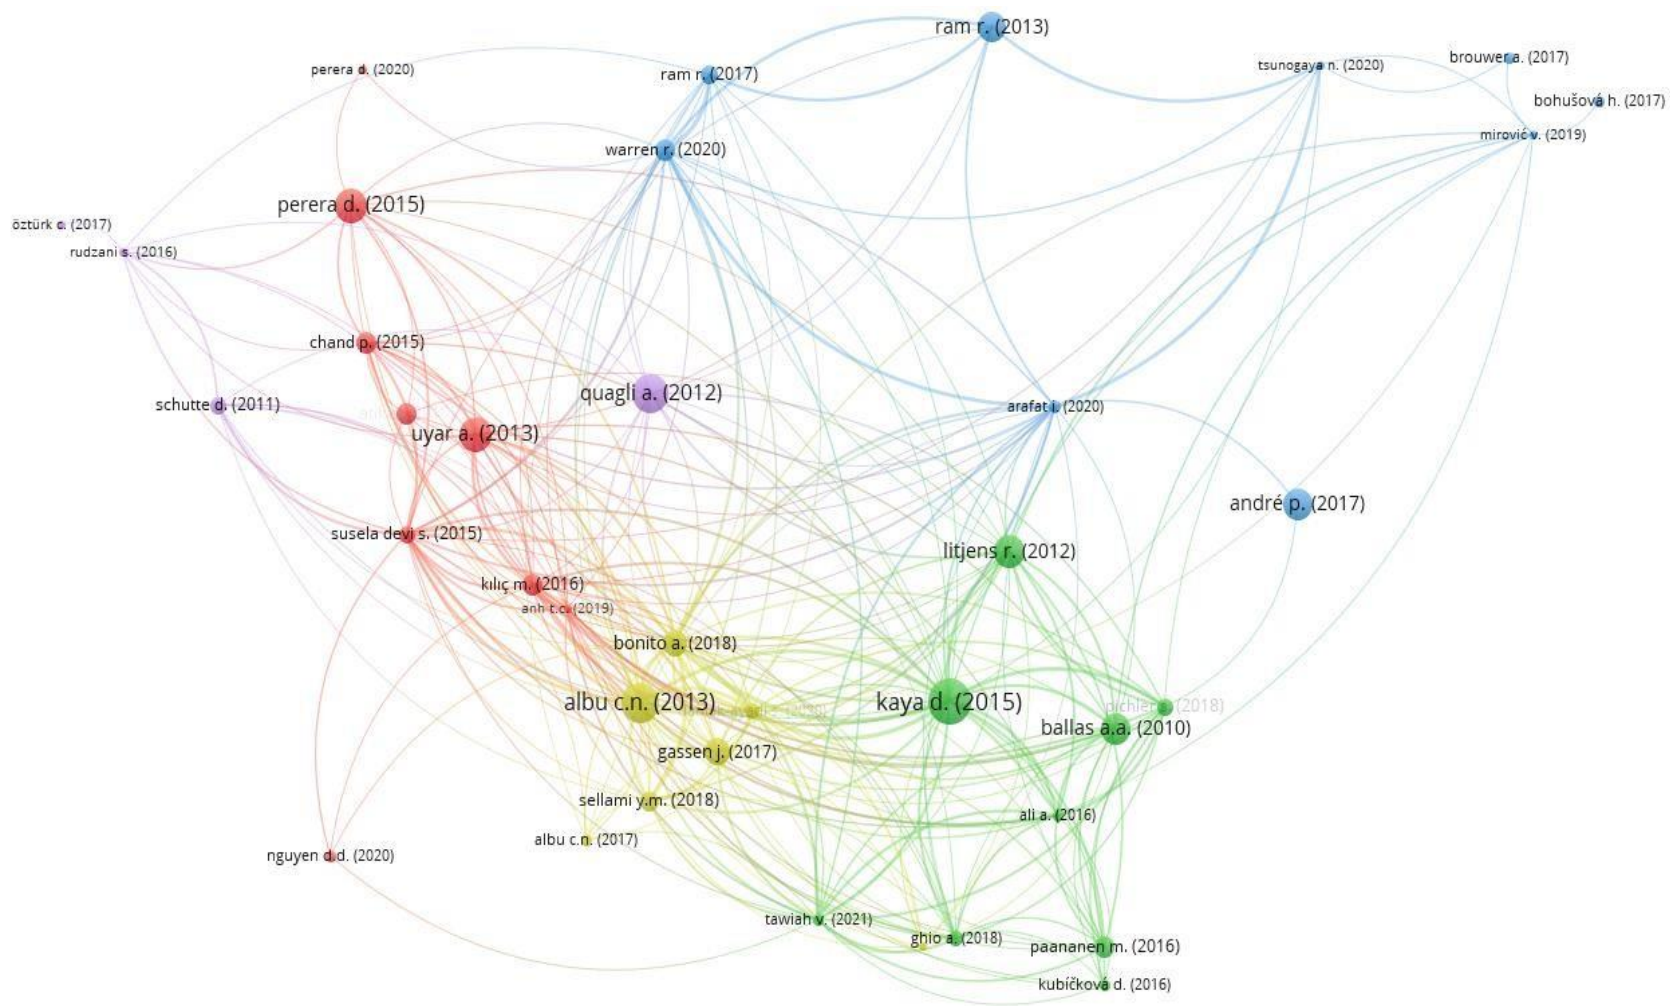 ram r. (2013)
brouwer a. (2017)
tsunogaya n. (2020)
perera d. (2020)
ram r. (2017)
bohušová h. (2017)
mirović v. (2019)
warren r. (2020)
perera d. (2015)
öztürk c. (2017)
rudzani s. (2016)
chand p. (2015)
quagli a. (2012)
schutte d. (2011)
arafat i. (2020)
uyar a. (2013)
andré p. (2017)
susela devi s. (2015)
litjens r. (2012)
kılıç m. (2016)
anh t.c. (2019)
bonito a. (2018)
albu c.n. (2013)
kaya d. (2015)
pichler s. (2018)
ballas a.a. (2010)
gassen j. (2017)
sellami y.m. (2018)
ali a. (2016)
albu c.n. (2017)
nguyen d.d. (2020)
tawiah v. (2021)
ghio a. (2018)
paananen m. (2016)
kubíčková d. (2016)